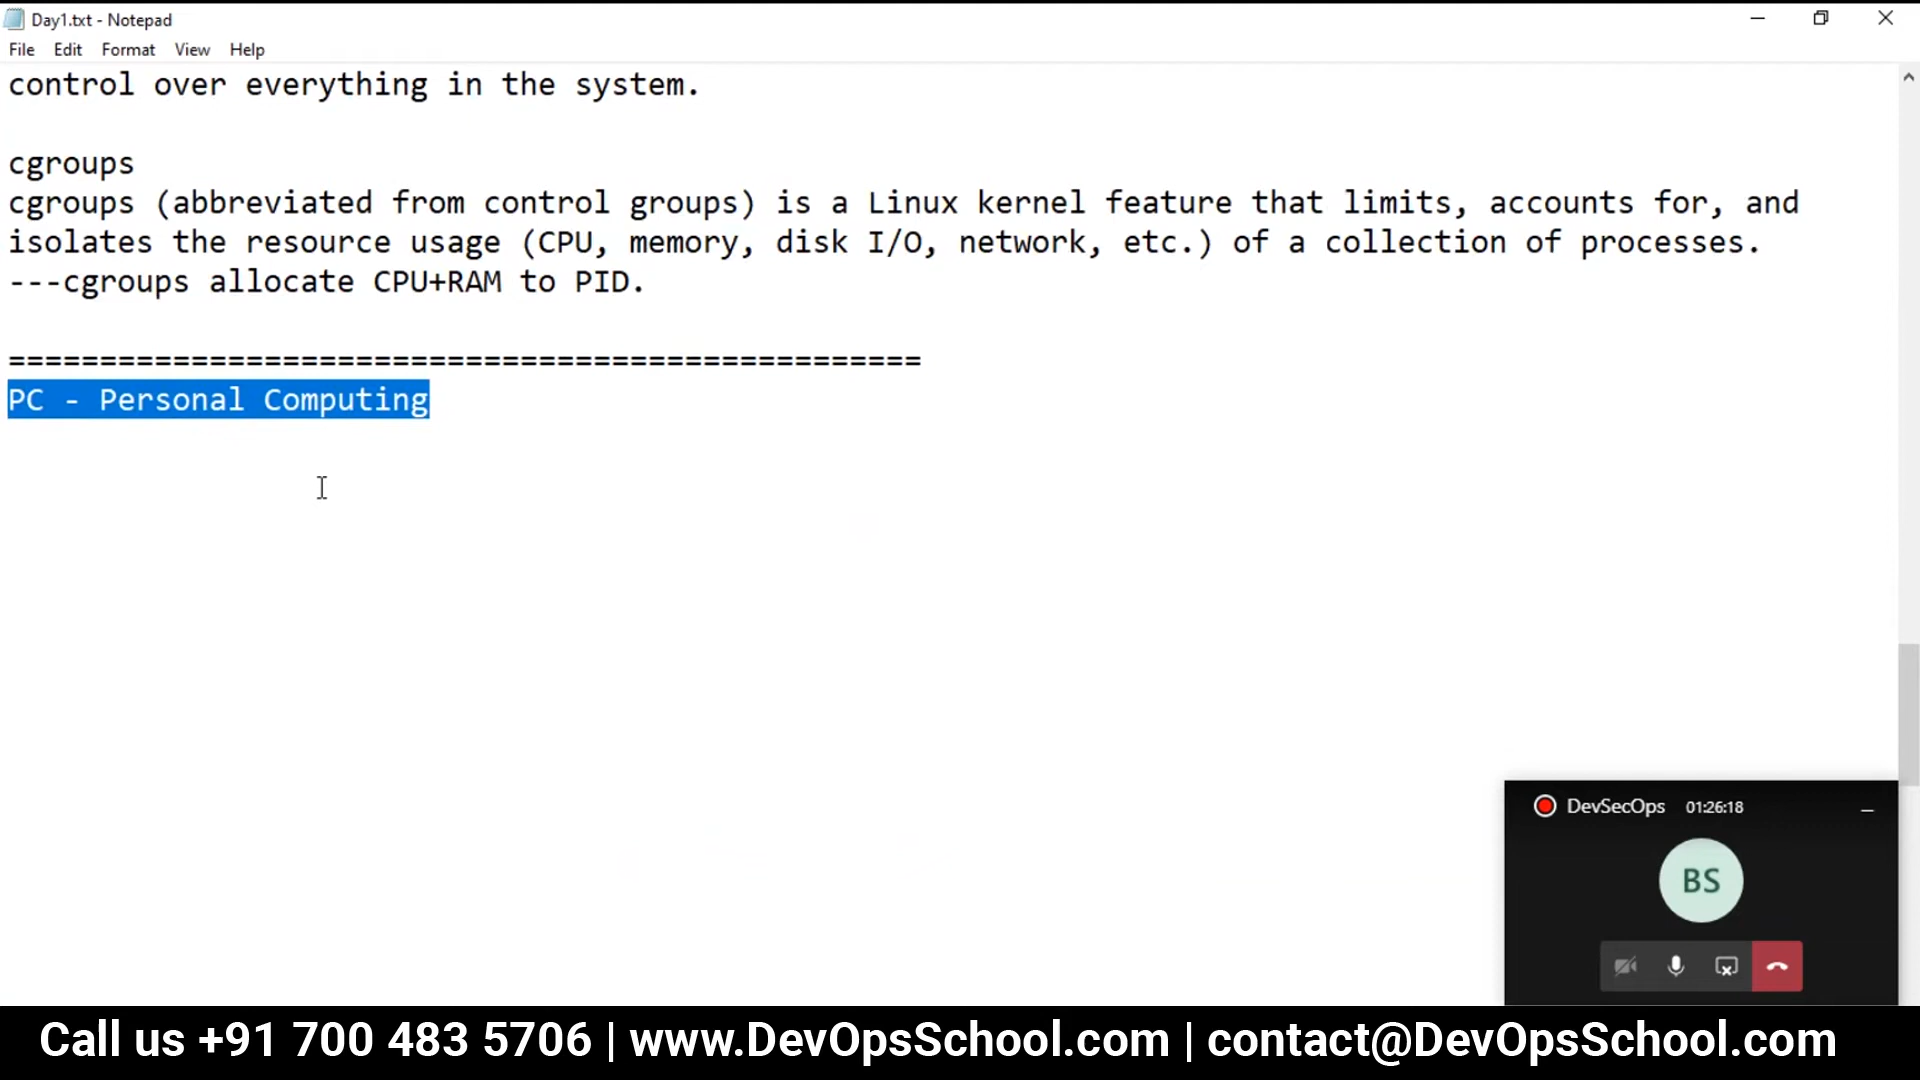 Day1.txt - Notepad
File Edit Format View Help
control over everything in the system.
cgroups
cgroups (abbreviated from control groups) is a Linux kernel feature that limits, accounts for, and
isolates the resource usage (CPU, memory, disk I/O, network, etc.) of a collection of processes.
---cgroups allocate CPU+RAM to PID.
==================================================
PC - Personal Computing
DevSecOps 01:26:18
BS
Call us +91 700 483 5706 | www.DevOpsSchool.com | contact@DevOpsSchool.com